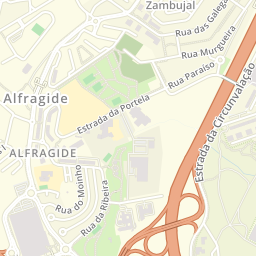 Zambujal
Rua das Galega
Rua Murgueira
Rua Paraíso
Alfragide
Estrada da Portela
Estrada da Circunvalação
ALFRAGIDE
Rua do Moinho
Rua da Ribeira